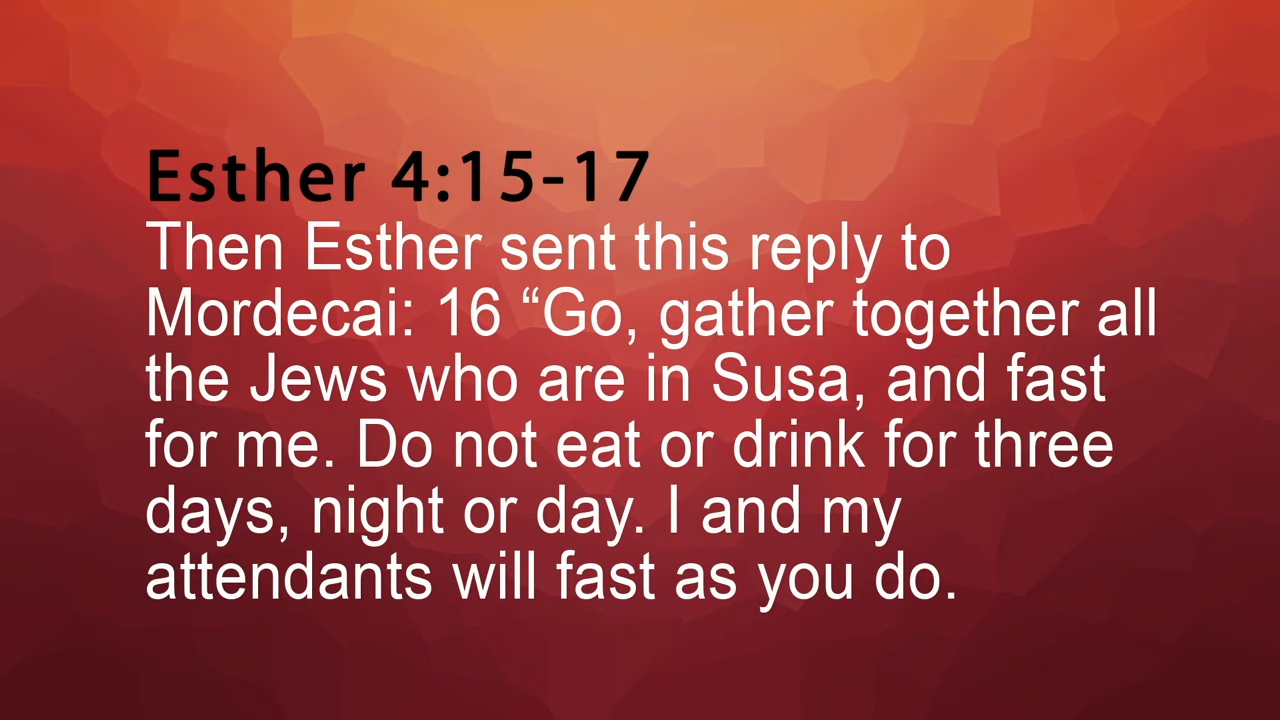 Esther 4:15-17
Then Esther sent this reply to
Mordecai: 16 “Go, gather together all
the Jews who are in Susa, and fast
for me. Do not eat or drink for three
days, night or day. I and my
attendants will fast as you do.